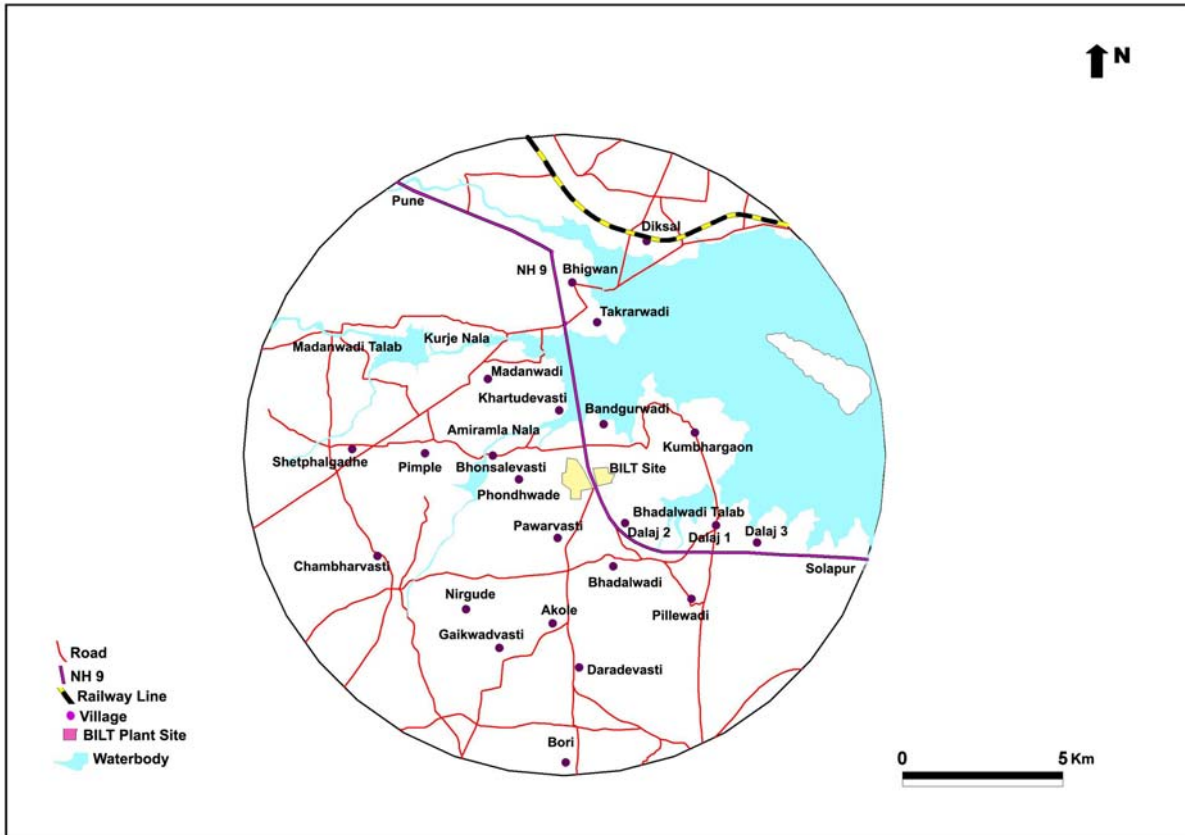 N
Pune
Diksal
NH 9
Bhigwan
Takrarwadi
Kurje Nala
Madanwadi Talab
Madanwadi
Khartudevasti
Bandgurwadi
Amiramla Nala
Kumbhargaon
Shetphalgadhe
Pimple
Bhonsalevasti
BILT Site
Phondhwade
Bhadalwadi Talab
Pawarvasti
Dalaj 2
Dalaj 1
Dalaj 3
Chambharvasti
Solapur
Bhadalwadi
Nirgude
Akole
Pillewadi
Gaikwadvasti
Daradevasti
Bori
Road
NH 9
Railway Line
Village
BILT Plant Site
Waterbody
0 5 Km